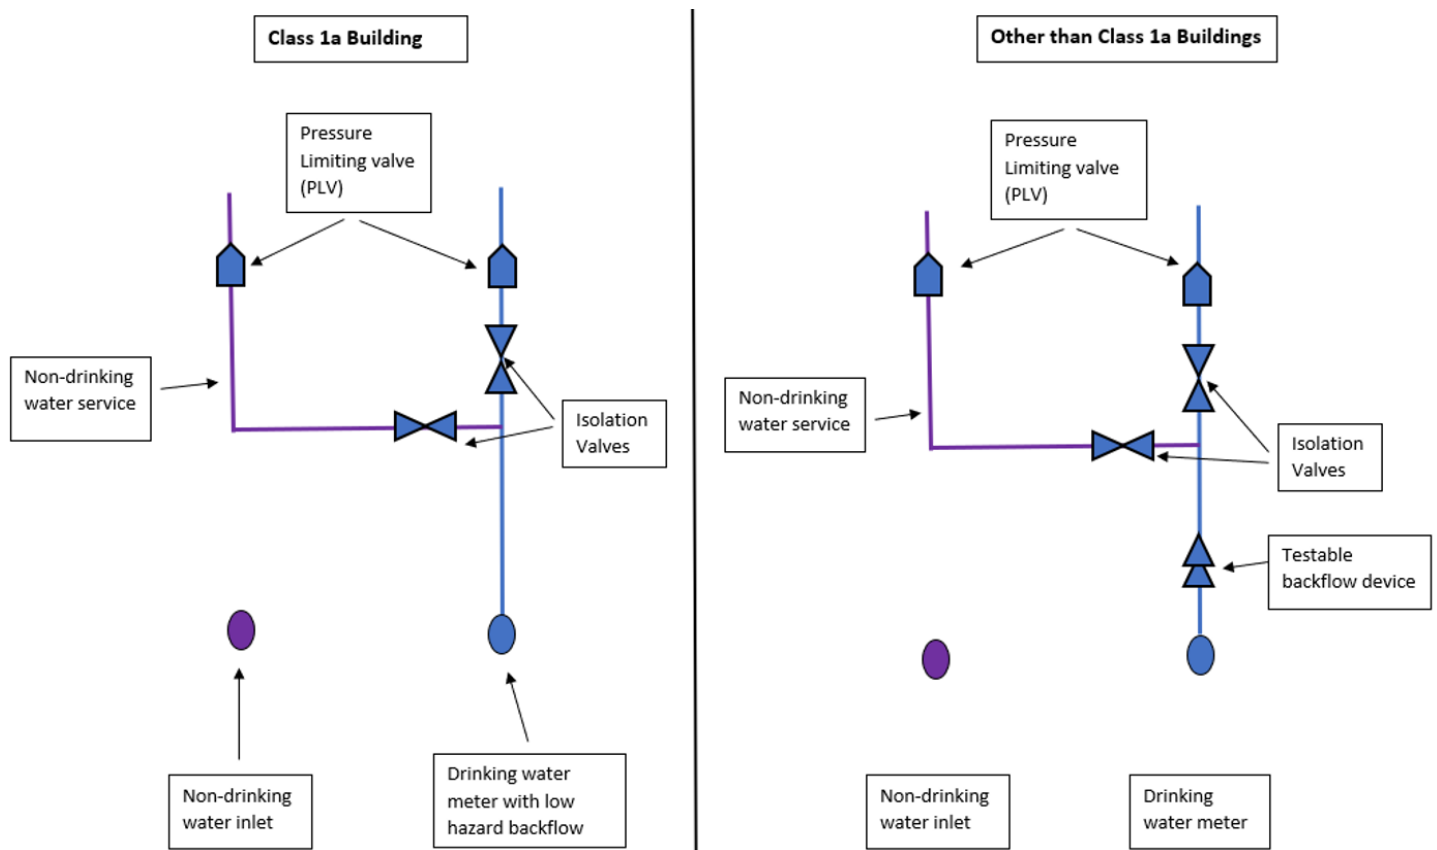 Class 1a Building
Pressure
Limiting valve
(PLV)
Non-drinking
water service
Isolation
Valves
Non-drinking
water inlet
Drinking water
meter with low
hazard backflow
Other than Class 1a Buildings
Pressure
Limiting valve
(PLV)
Non-drinking
water service
Isolation
Valves
Testable
backflow device
Non-drinking
water inlet
Drinking
water meter